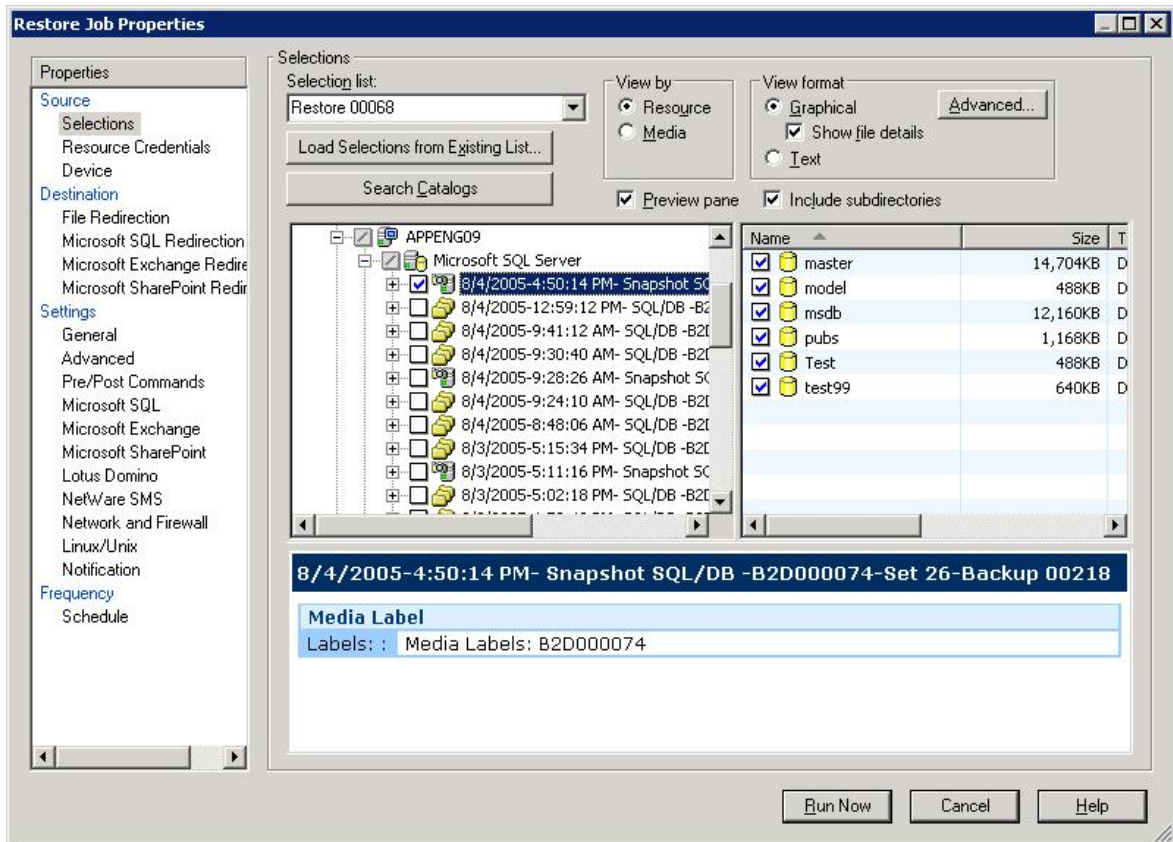 Restore Job Properties
Properties
Source
Selections
Resource Credentials
Device
Destination
File Redirection
Microsoft SQL Redirection
Microsoft Exchange Redire
Microsoft SharePoint Redir
Settings
General
Advanced
Pre/Post Commands
Microsoft SQL
Microsoft Exchange
Microsoft SharePoint
Lotus Domino
NetWare SMS
Network and Firewall
Linux/Unix
Notification
Frequency
Schedule
Selections
Selection list:
Restore 00068
Load Selections from Existing List...
Search Catalogs
View by
Resource
Media
View format
Graphical
Advanced...
Show file details
Text
Preview pane
Include subdirectories
APPENG09
Microsoft SQL Server
8/4/2005-4:50:14 PM- Snapshot SQ
8/4/2005-12:59:12 PM- SQL/DB -B2
8/4/2005-9:41:12 AM- SQL/DB -B2D
8/4/2005-9:30:40 AM- SQL/DB -B2D
8/4/2005-9:28:26 AM- Snapshot SQ
8/4/2005-9:24:10 AM- SQL/DB -B2D
8/4/2005-8:48:06 AM- SQL/DB -B2D
8/3/2005-5:15:34 PM- SQL/DB -B2D
8/3/2005-5:11:16 PM- Snapshot SQ
8/3/2005-5:02:18 PM- SQL/DB -B2D
Name Size T
master 14,704KB D
model 488KB D
msdb 12,160KB D
pubs 1,168KB D
Test 488KB D
test99 640KB D
8/4/2005-4:50:14 PM- Snapshot SQL/DB -B2D000074-Set 26-Backup 00218
Media Label
Labels: : Media Labels: B2D000074
Run Now Cancel Help